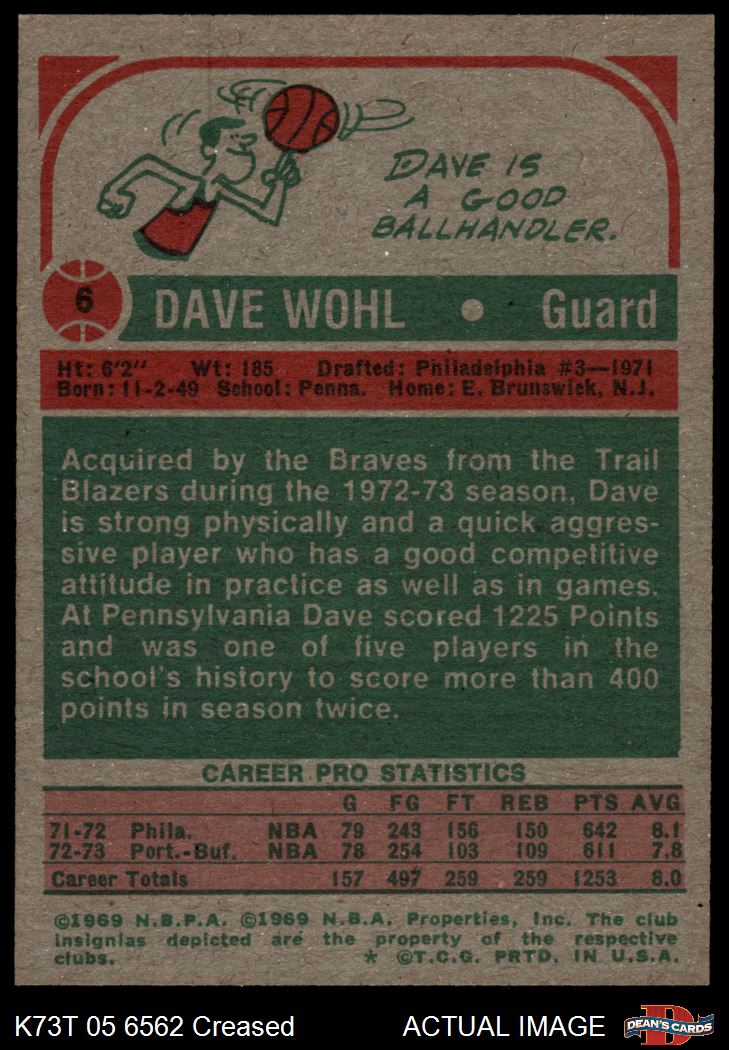 DAVE IS
A GOOD
BALLHANDLER.
6 DAVE WOHL • Guard
Ht: 6'2" Wt: 185 Drafted: Philadelphia #3—1971
Born: 11-2-49 School: Penna. Home: E. Brunswick, N.J.
Acquired by the Braves from the Trail
Blazers during the 1972-73 season, Dave
is strong physically and a quick aggres-
sive player who has a good competitive
attitude in practice as well as in games.
At Pennsylvania Dave scored 1225 Points
and was one of five players in the
school's history to score more than 400
points in season twice.
CAREER PRO STATISTICS
G FG FT REB PTS AVG
71-72 Phila. NBA 79 243 156 150 642 8.1
72-73 Port.-Buf. NBA 78 254 103 109 611 7.8
Career Totals 157 497 259 259 1253 8.0
©1969 N.B.P.A. ©1969 N.B.A. Properties, Inc. The club
insignias depicted are the property of the respective
clubs. * ©T.C.G. PRTD. IN U.S.A.
K73T 05 6562 Creased ACTUAL IMAGE
D
DEAN'S CARDS